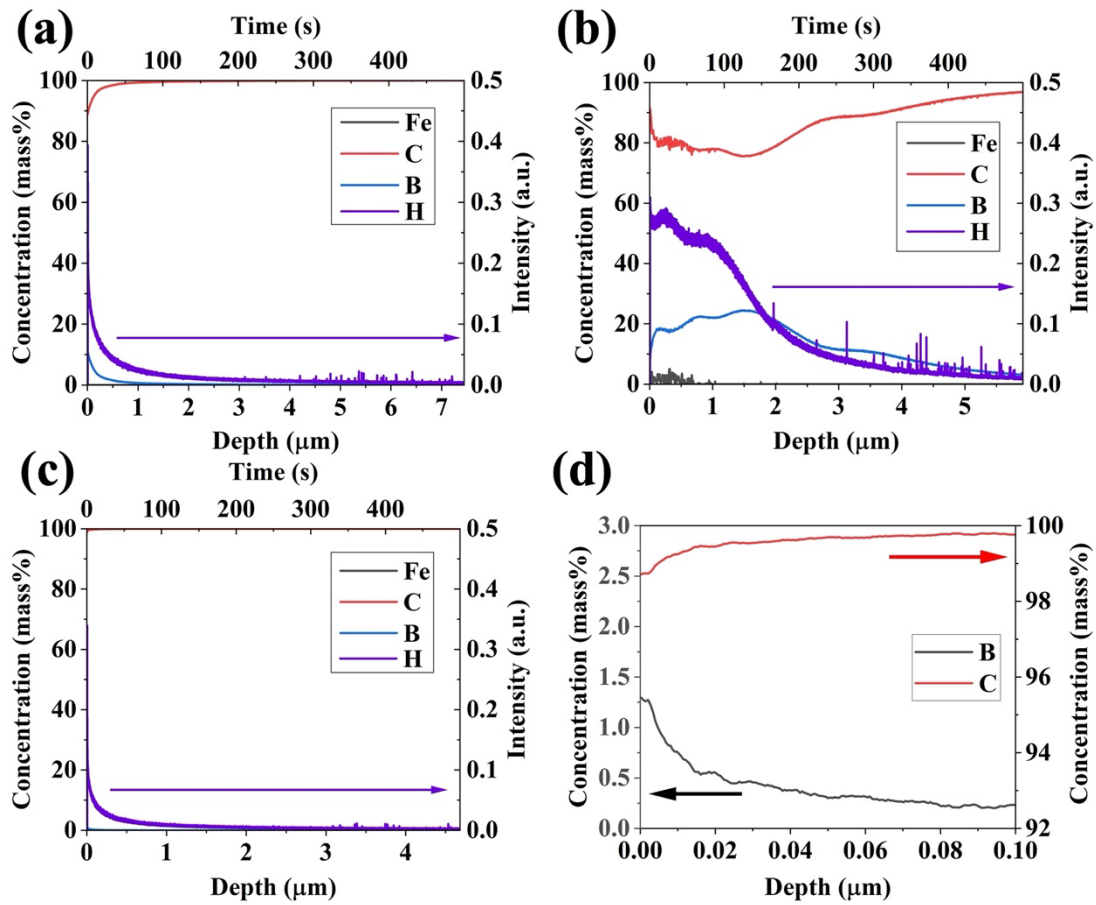 (a)
Time (s)
0 100 200 300 400
Concentration (mass%)
100
80
60
40
20
0
Fe
C
B
H
0.5
0.4
0.3
0.2
0.1
0.0
Intensity (a.u.)
0 1 2 3 4 5 6 7
Depth (μm)
(b)
Time (s)
0 100 200 300 400
Concentration (mass%)
100
80
60
40
20
0
Fe
C
B
H
0.5
0.4
0.3
0.2
0.1
0.0
Intensity (a.u.)
0 1 2 3 4 5
Depth (μm)
(c)
Time (s)
0 100 200 300 400
Concentration (mass%)
100
80
60
40
20
0
Fe
C
B
H
0.5
0.4
0.3
0.2
0.1
0.0
Intensity (a.u.)
0 1 2 3 4
Depth (μm)
(d)
Concentration (mass%)
3.0
2.5
2.0
1.5
1.0
0.5
0.0
B
C
100
98
96
94
92
Concentration (mass%)
0.00 0.02 0.04 0.06 0.08 0.10
Depth (μm)